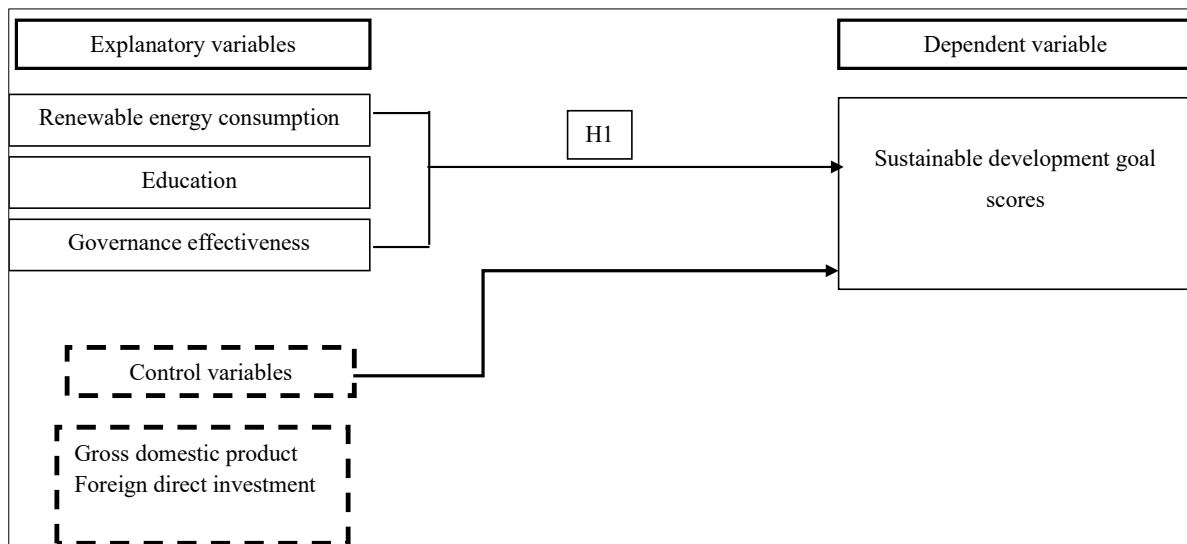 Explanatory variables
Dependent variable
Renewable energy consumption
Education
Governance effectiveness
H1
Sustainable development goal
scores
Control variables
Gross domestic product
Foreign direct investment